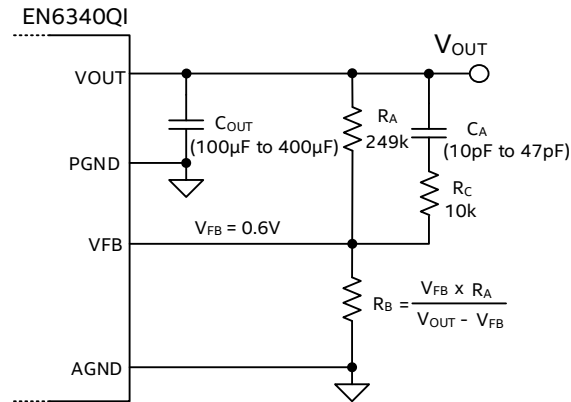 EN6340QI
VOUT
VOUT
COUT
(100µF to 400µF)
RA
249k
CA
(10pF to 47pF)
RC
10k
PGND
VFB
VFB = 0.6V
RB = VFB x RA
VOUT - VFB
AGND